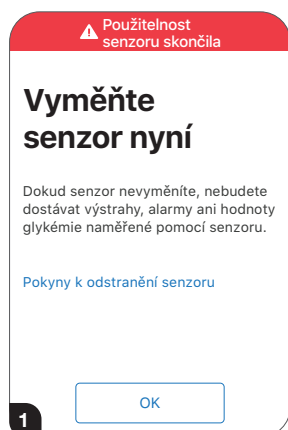 Použitelnost
senzoru skončila
Vyměňte
senzor nyní
Dokud senzor nevyměníte, nebudete
dostávat výstrahy, alarmy ani hodnoty
glykémie naměřené pomocí senzoru.
Pokyny k odstranění senzoru
OK
1